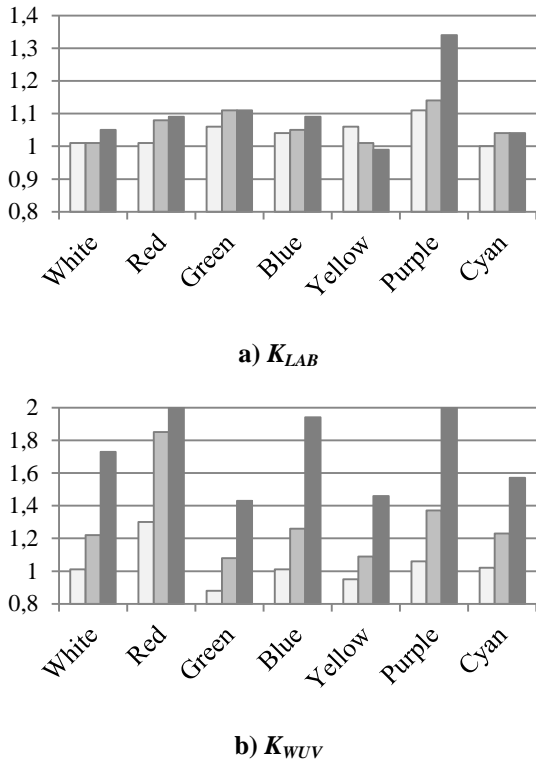 1,4
1,3
1,2
1,1
1
0,9
0,8
White
Red
Green
Blue
Yellow
Purple
Cyan
a) K_LAB
2
1,8
1,6
1,4
1,2
1
0,8
White
Red
Green
Blue
Yellow
Purple
Cyan
b) K_WUV